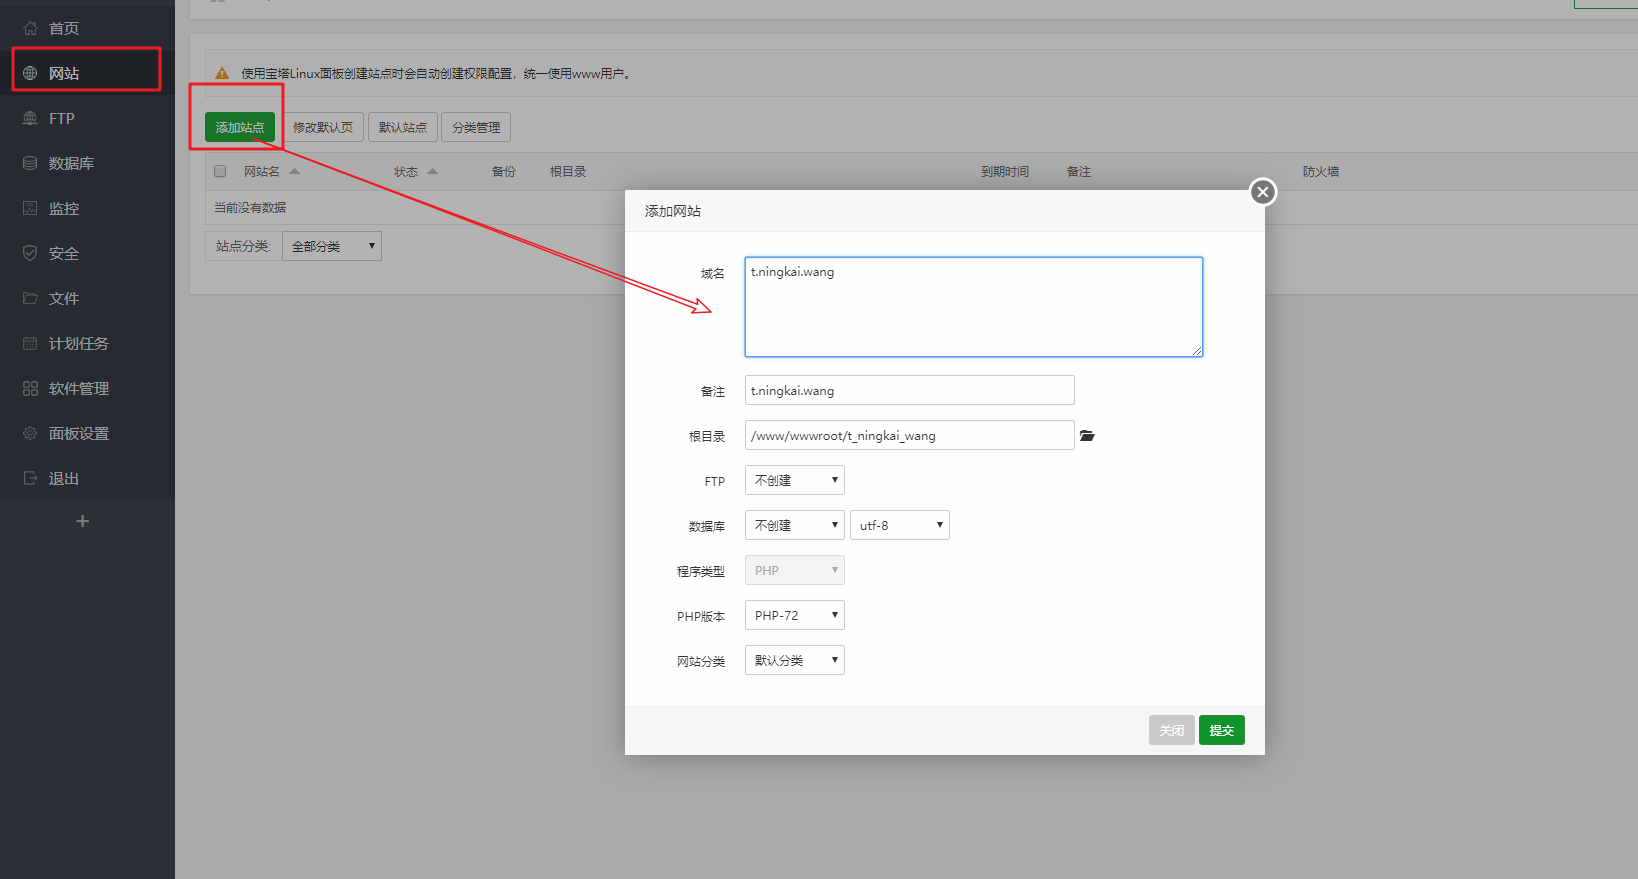 首页
网站
FTP
数据库
监控
安全
文件
计划任务
软件管理
面板设置
退出
使用宝塔Linux面板创建站点时会自动创建权限配置，统一使用www用户。
添加站点 修改默认页 默认站点 分类管理
网站名 状态 备份 根目录 到期时间 备注 防火墙
当前没有数据
站点分类: 全部分类
添加网站
域名 t.ningkai.wang
备注 t.ningkai.wang
根目录 /www/wwwroot/t_ningkai_wang
FTP 不创建
数据库 不创建 utf-8
程序类型 PHP
PHP版本 PHP-72
网站分类 默认分类
关闭 提交